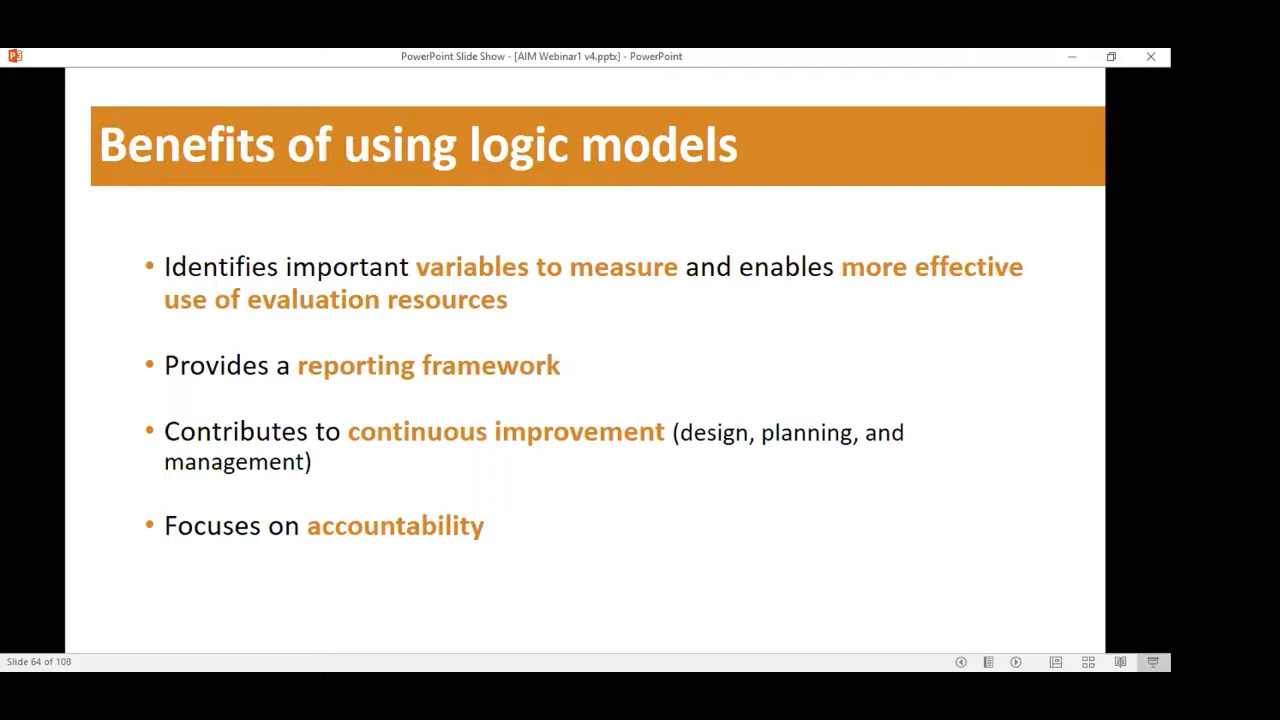 PowerPoint Slide Show - [AIM Webinar1 v4.pptx] - PowerPoint
Benefits of using logic models
• Identifies important variables to measure and enables more effective
use of evaluation resources
• Provides a reporting framework
• Contributes to continuous improvement (design, planning, and
management)
• Focuses on accountability
Slide 64 of 108